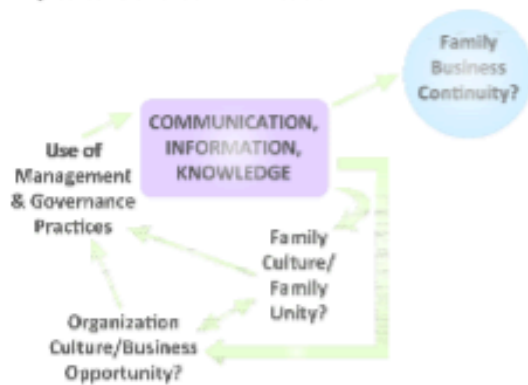 Family
Business
Continuity?
COMMUNICATION,
INFORMATION,
KNOWLEDGE
Use of
Management
& Governance
Practices
Family
Culture/
Family
Unity?
Organization
Culture/Business
Opportunity?